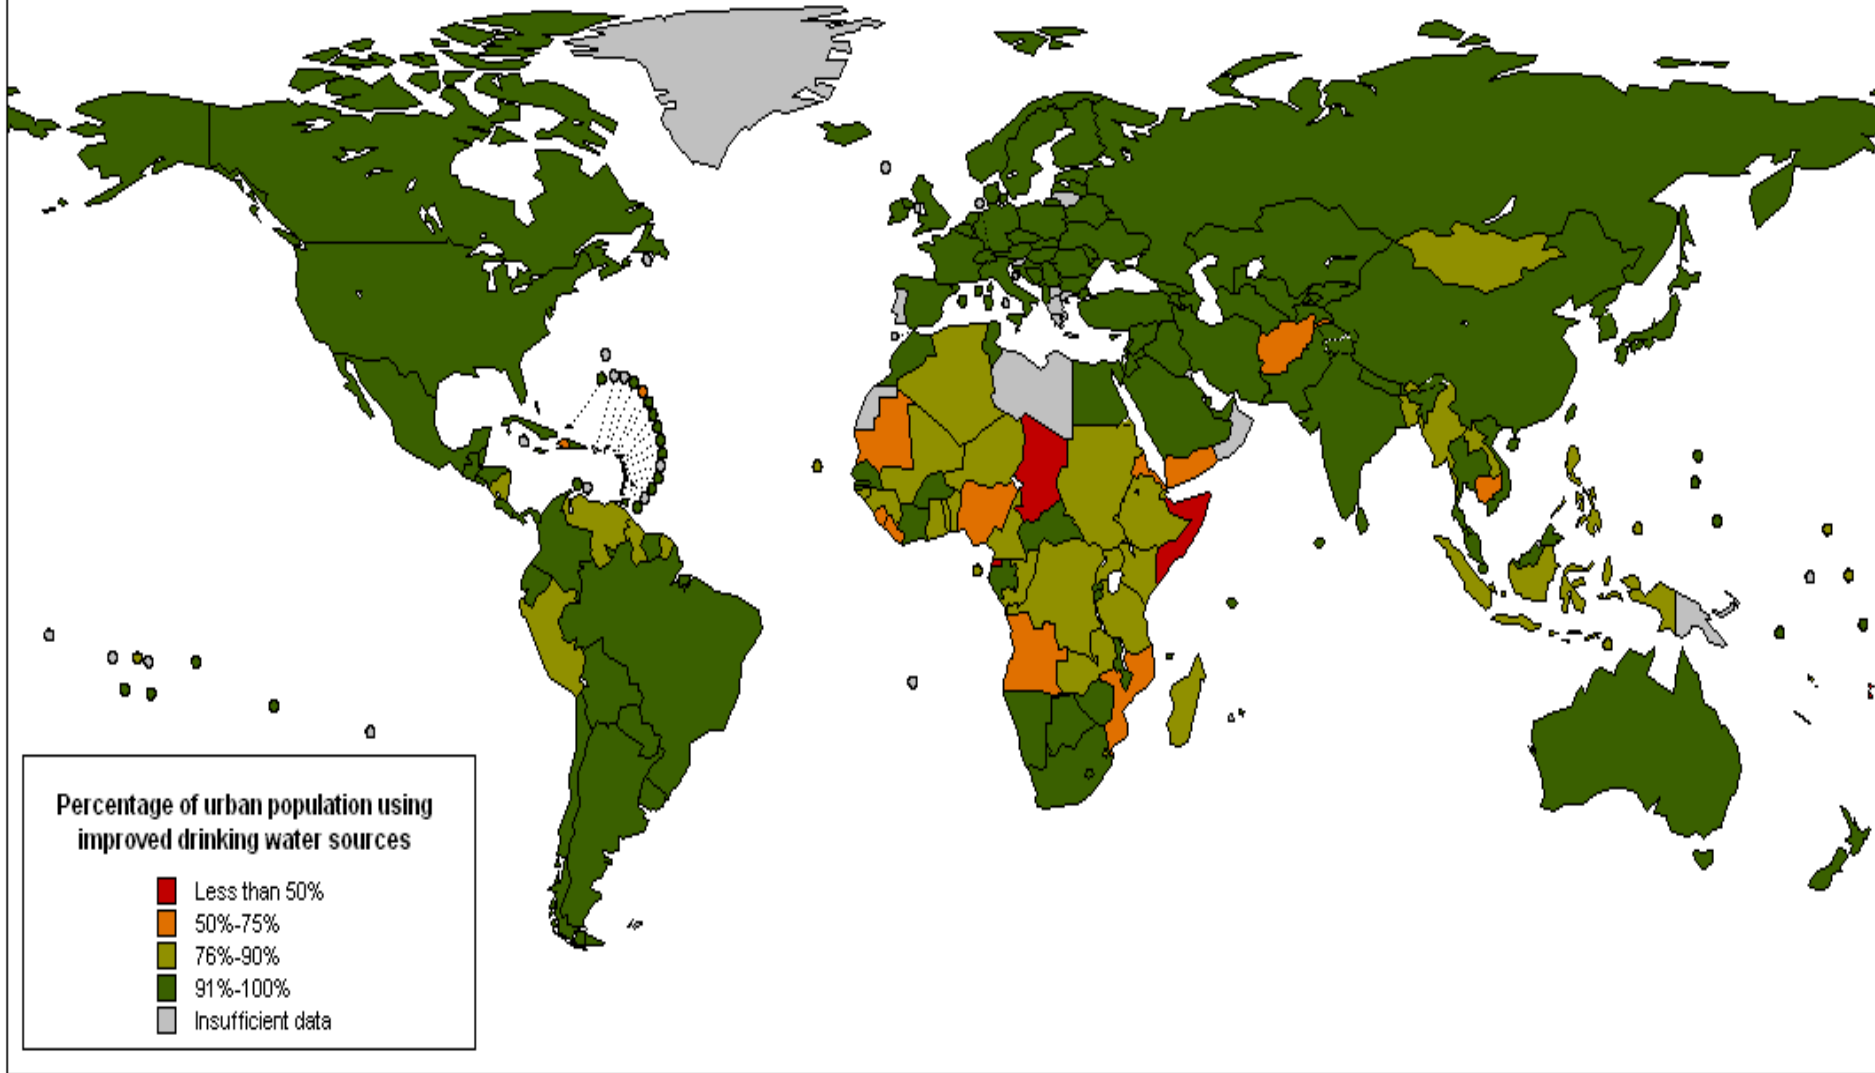 Percentage of urban population using
improved drinking water sources
Less than 50%
50%-75%
76%-90%
91%-100%
Insufficient data